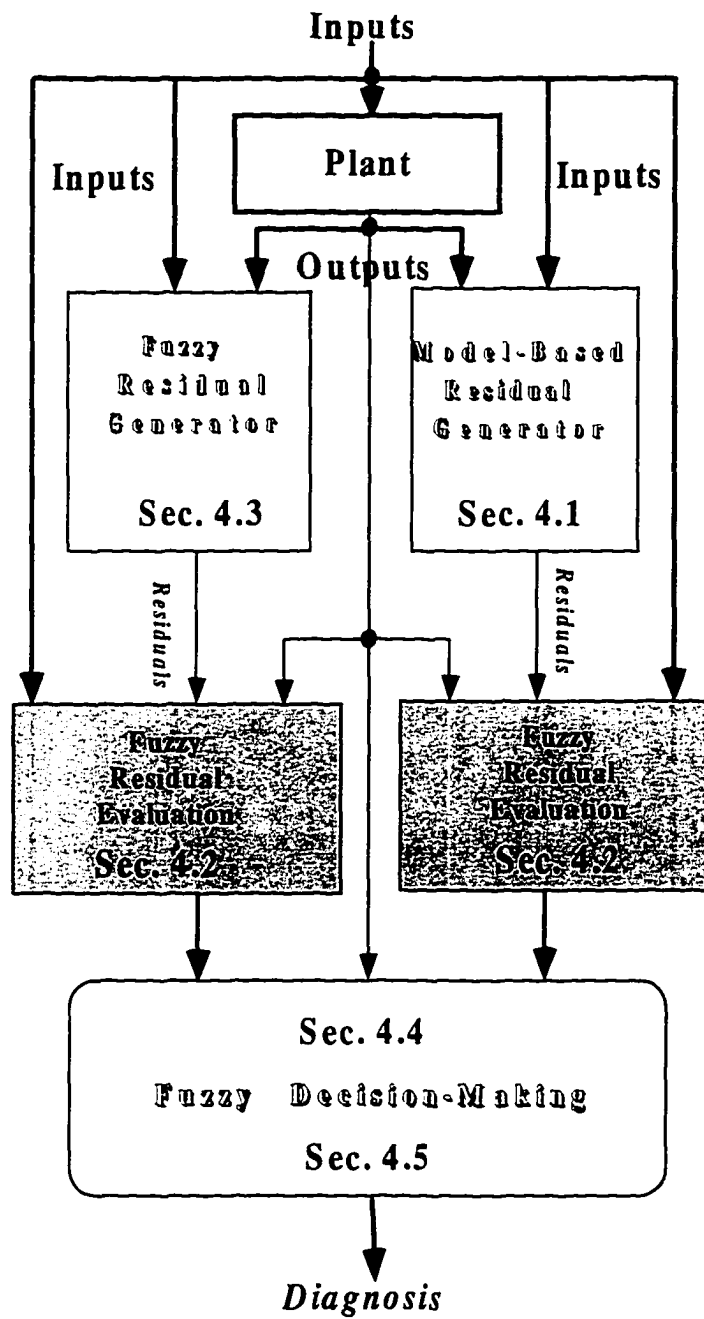 Inputs
Plant
Inputs
Inputs
Outputs
Fuzzy
Residual
Generator
Sec. 4.3
Model-Based
Residual
Generator
Sec. 4.1
Residuals
Residuals
Fuzzy
Residual
Evaluation
Sec. 4.2
Fuzzy
Residual
Evaluation
Sec. 4.2
Sec. 4.4
Fuzzy Decision-Making
Sec. 4.5
Diagnosis